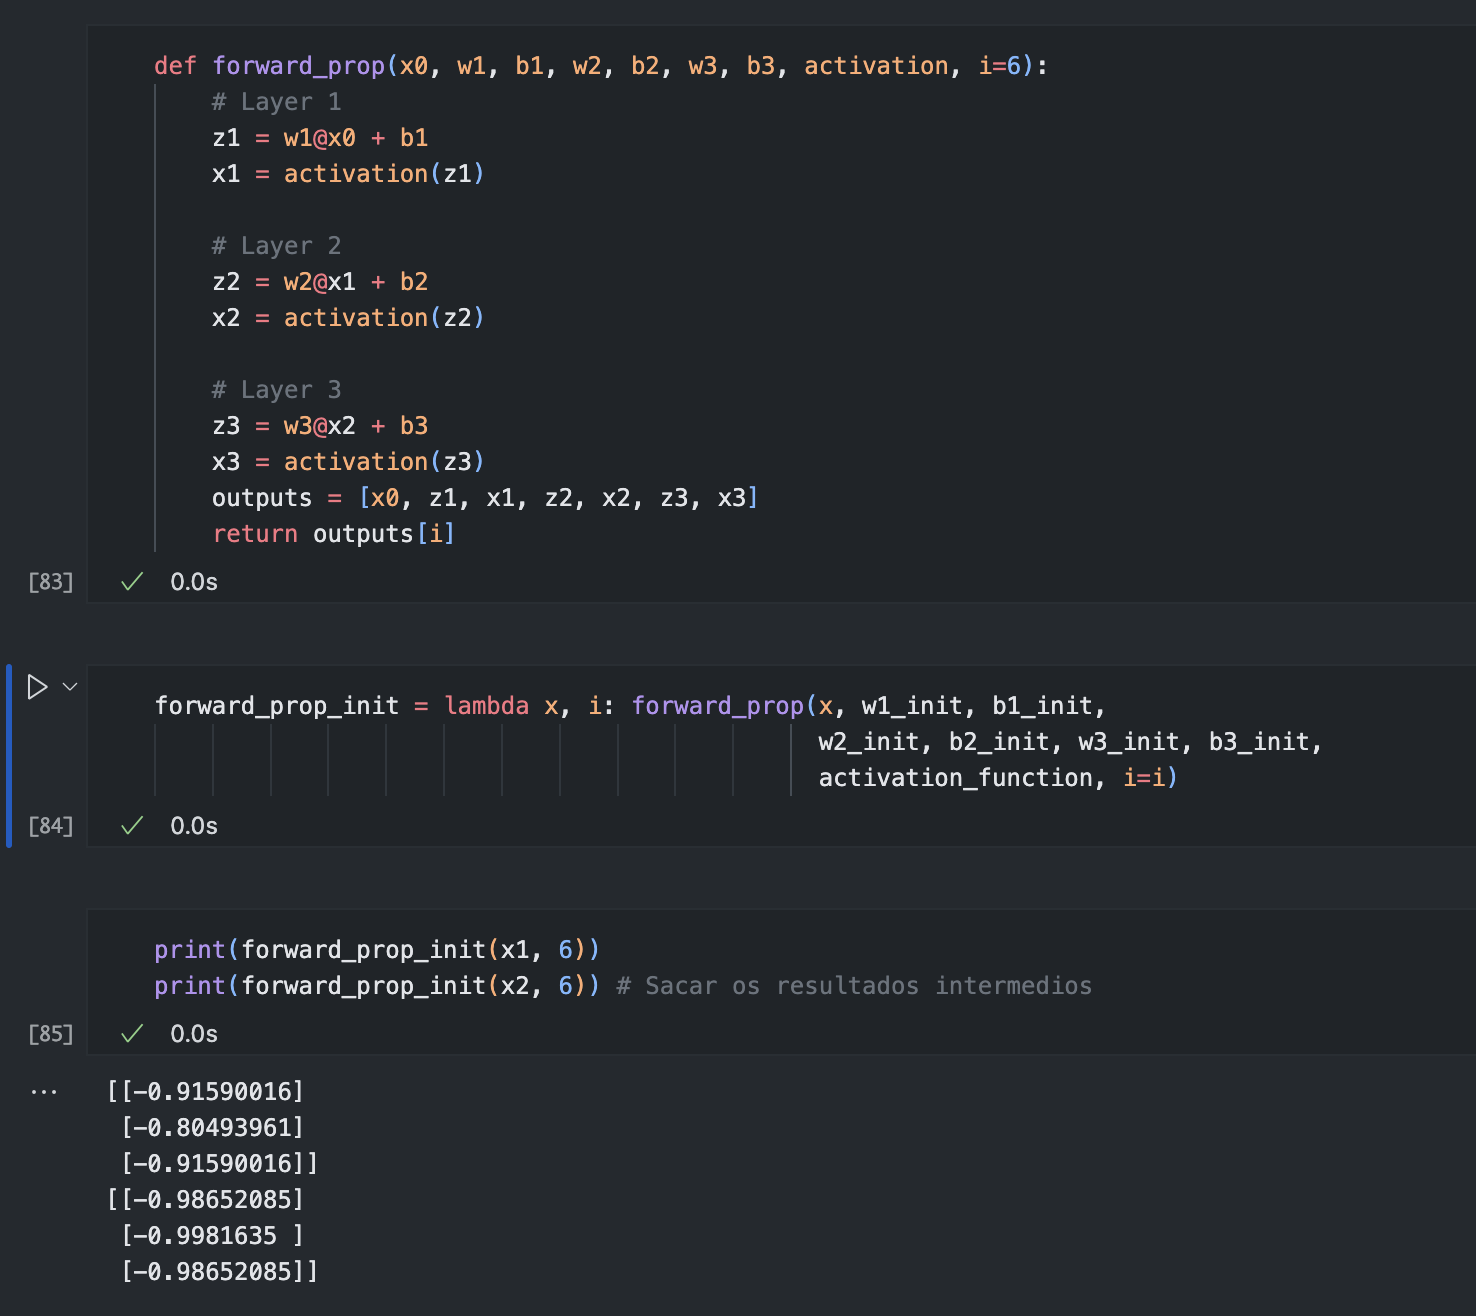 def forward_prop(x0, w1, b1, w2, b2, w3, b3, activation, i=6):
    # Layer 1
    z1 = w1@x0 + b1
    x1 = activation(z1)

    # Layer 2
    z2 = w2@x1 + b2
    x2 = activation(z2)

    # Layer 3
    z3 = w3@x2 + b3
    x3 = activation(z3)
    outputs = [x0, z1, x1, z2, x2, z3, x3]
    return outputs[i]
[83] ✓ 0.0s
forward_prop_init = lambda x, i: forward_prop(x, w1_init, b1_init,
                                              w2_init, b2_init, w3_init, b3_init,
                                              activation_function, i=i)
[84] ✓ 0.0s
print(forward_prop_init(x1, 6))
print(forward_prop_init(x2, 6)) # Sacar os resultados intermedios
[85] ✓ 0.0s
... [[-0.91590016]
 [-0.80493961]
 [-0.91590016]]
[[-0.98652085]
 [-0.9981635 ]
 [-0.98652085]]